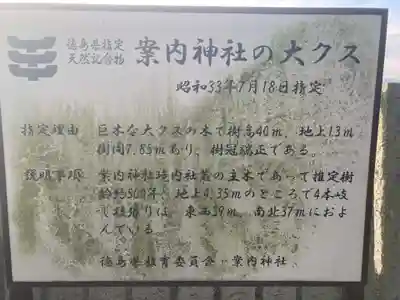 徳島県指定
天然記念物
案内神社の大クス
昭和33年7月18日指定
指定理由 巨木な大クスの木で樹高40m、地上1.3m
樹周7.85mあり、樹冠端正である。
説明事項 案内神社境内社叢の主木であって推定樹
齢約500年、地上4.35mのところで4本岐
し枝張りは、東西39m、南北37mにおよ
んでいる
徳島県教育委員会・案内神社